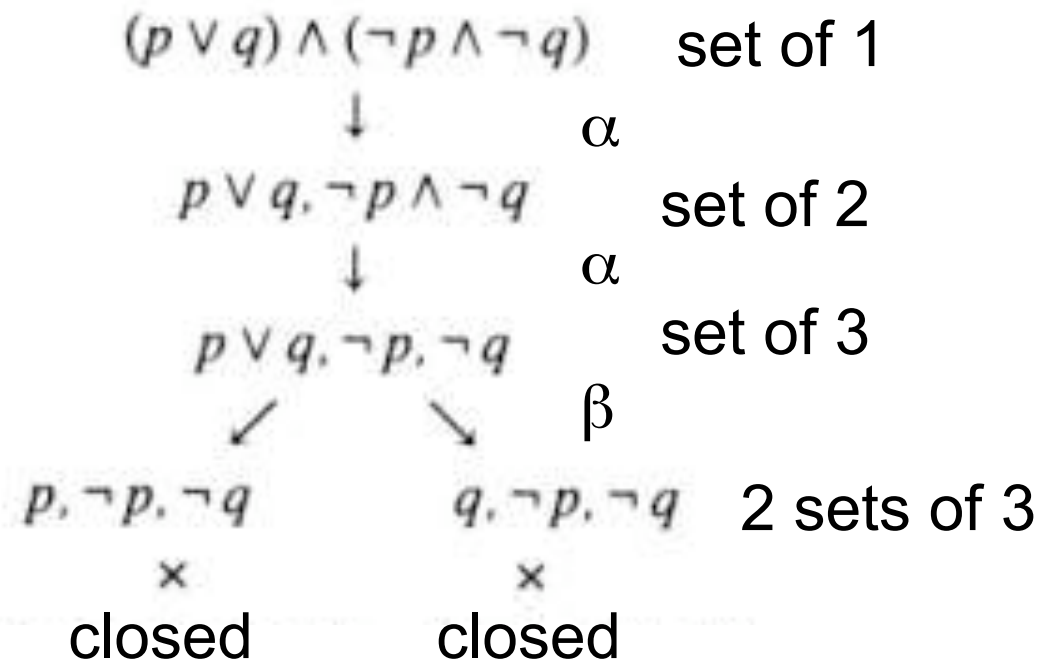 (p ∨ q) ∧ (¬p ∧ ¬q) set of 1
↓ α
p ∨ q, ¬p ∧ ¬q set of 2
↓ α
p ∨ q, ¬p, ¬q set of 3
↙ ↘ β
p, ¬p, ¬q q, ¬p, ¬q 2 sets of 3
× ×
closed closed